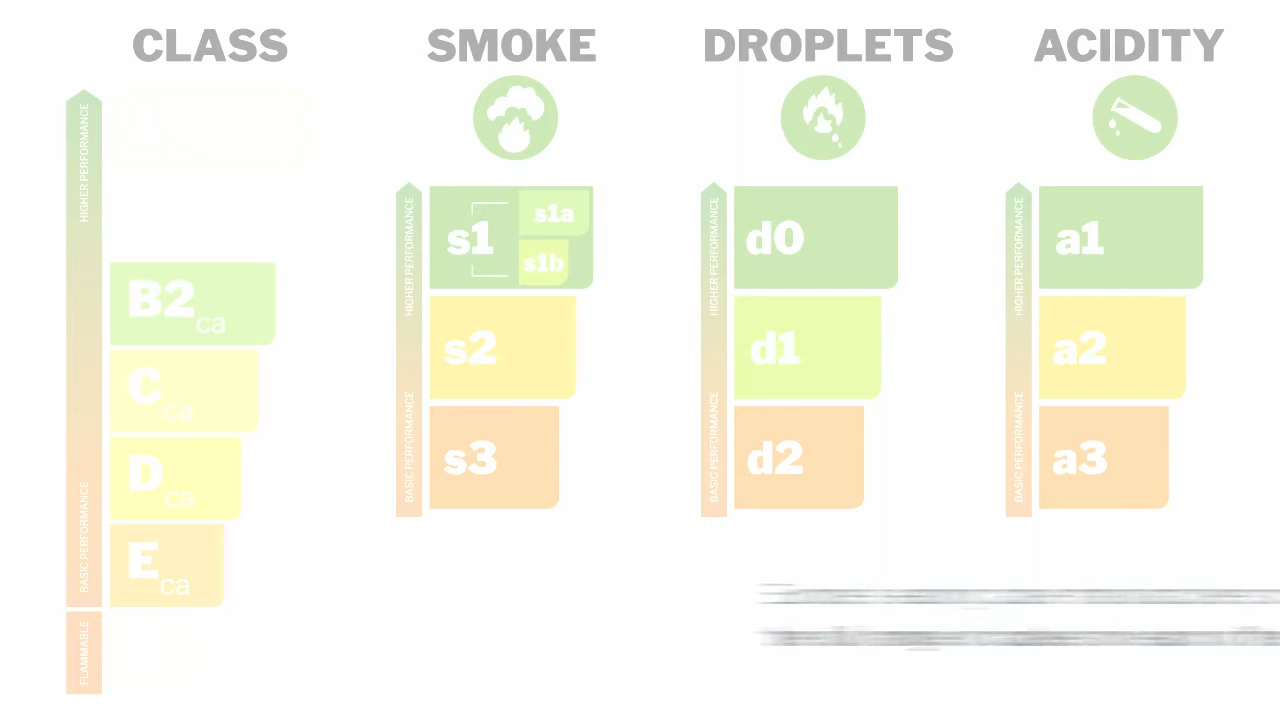 CLASS
SMOKE
DROPLETS
ACIDITY
HIGHER PERFORMANCE
BASIC PERFORMANCE
FLAMMABLE
B2ca
Cca
Dca
Eca
HIGHER PERFORMANCE
BASIC PERFORMANCE
s1
s1a
s1b
s2
s3
HIGHER PERFORMANCE
BASIC PERFORMANCE
d0
d1
d2
HIGHER PERFORMANCE
BASIC PERFORMANCE
a1
a2
a3